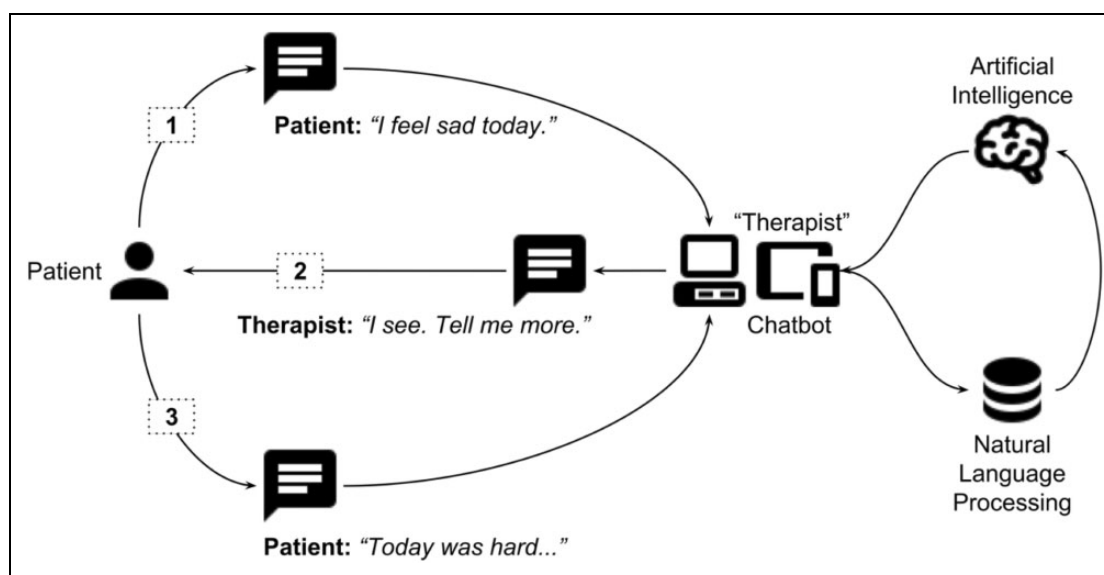 Patient: “I feel sad today.”
1
Artificial
Intelligence
Patient
2
Therapist: “I see. Tell me more.”
“Therapist”
Chatbot
3
Patient: “Today was hard...”
Natural
Language
Processing